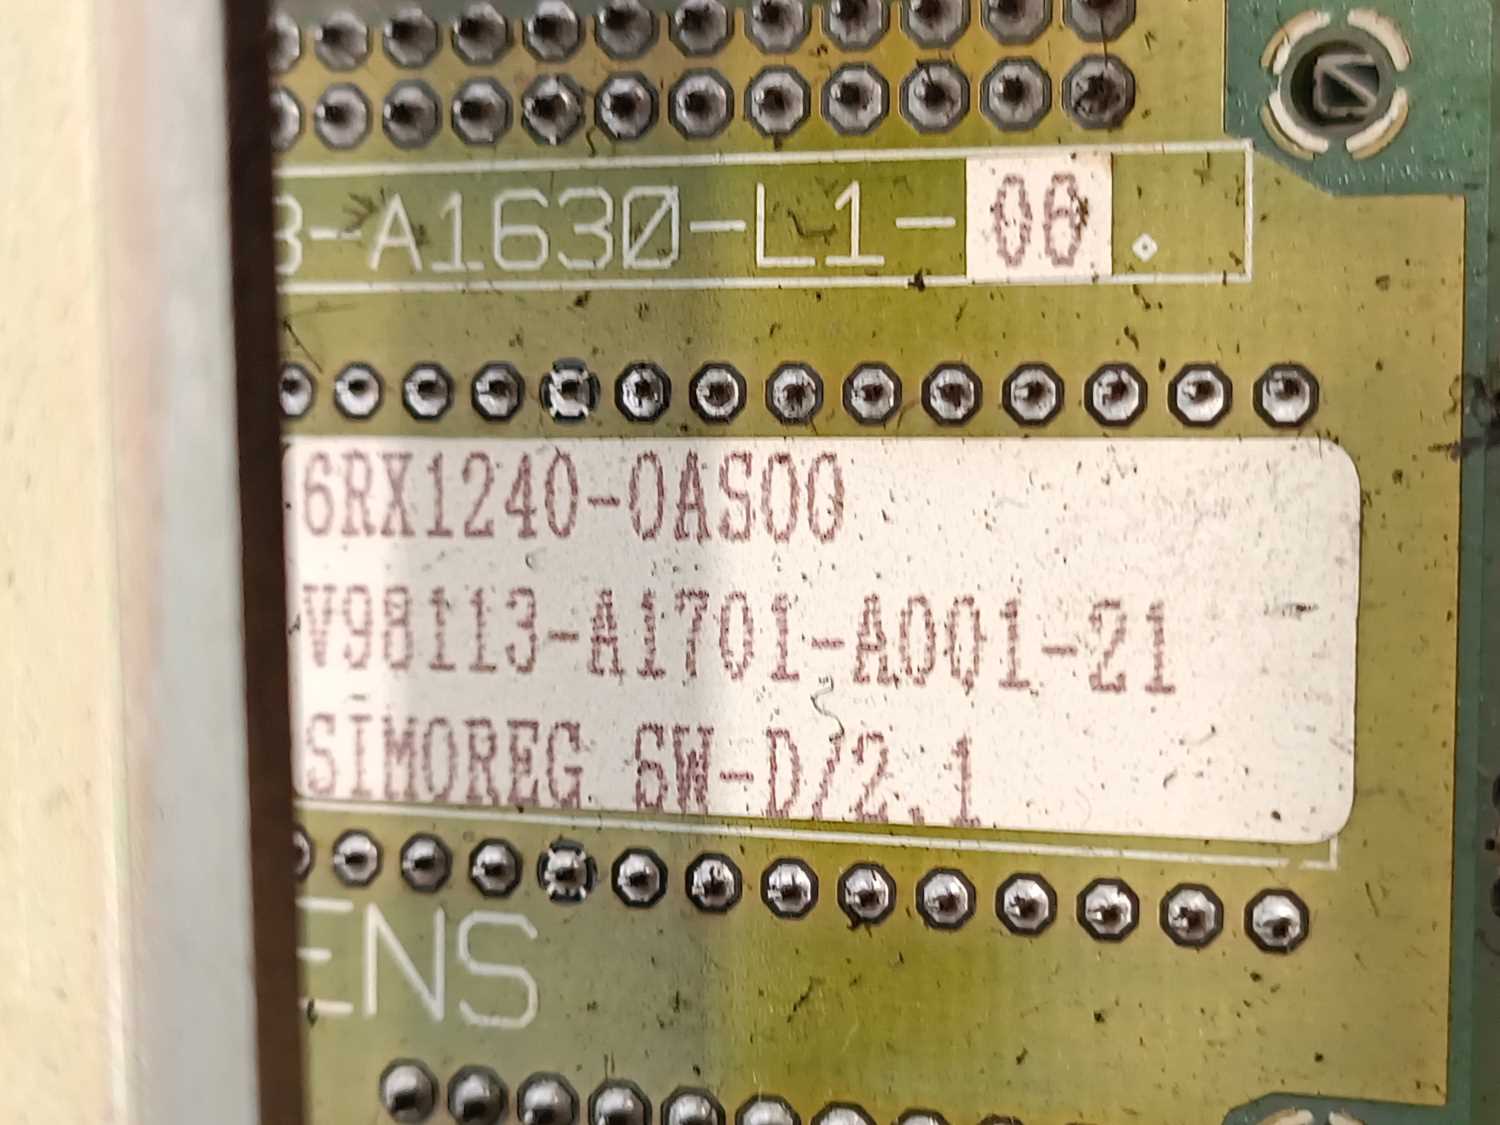 3-A1630-L1-00.
6RX1240-0AS00
V98113-A1701-A001-21
SIMOREG SW-D/2.1
ENS